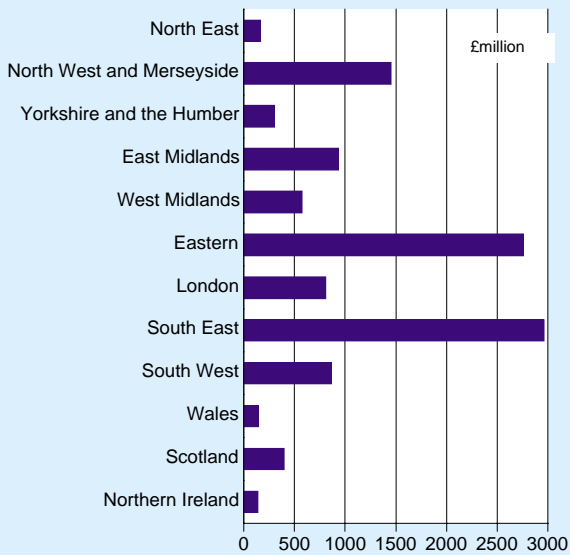 North East
£million
North West and Merseyside
Yorkshire and the Humber
East Midlands
West Midlands
Eastern
London
South East
South West
Wales
Scotland
Northern Ireland
0 500 1000 1500 2000 2500 3000